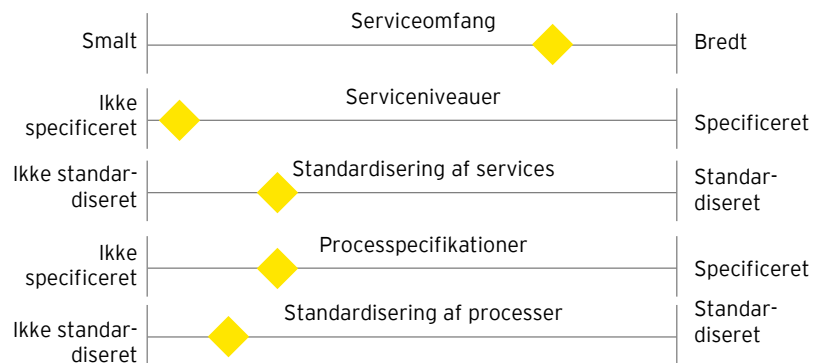 Serviceomfang
Smalt
Bredt
Serviceniveauer
Ikke
specificeret
Specificeret
Standardisering af services
Ikke standar-
diseret
Standar-
diseret
Processpecifikationer
Ikke
specificeret
Specificeret
Standardisering af processer
Ikke standar-
diseret
Standar-
diseret